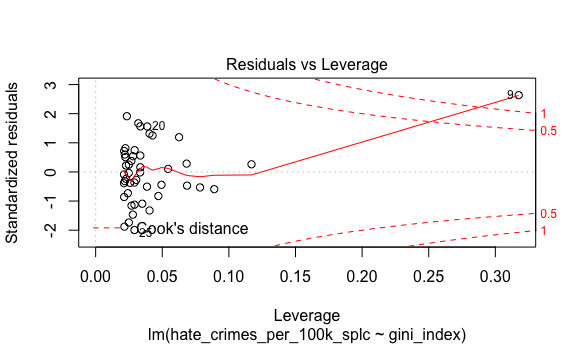 Residuals vs Leverage
Standardized residuals
3
2
1
0
-1
-2
9
20
1
0.5
0.5
1
Cook's distance
25
0.00 0.05 0.10 0.15 0.20 0.25 0.30
Leverage
lm(hate_crimes_per_100k_splc ~ gini_index)